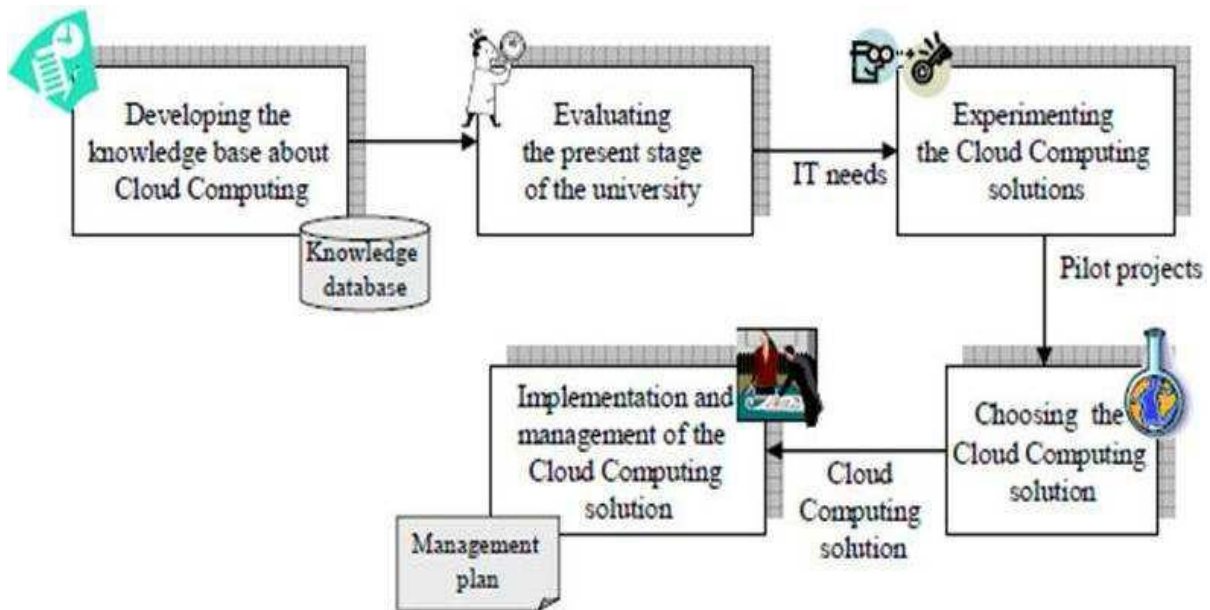 Developing the
knowledge base about
Cloud Computing
Knowledge
database
Evaluating
the present stage
of the university
IT needs
Experimenting
the Cloud Computing
solutions
Pilot projects
Choosing the
Cloud Computing
solution
Cloud
Computing
solution
Implementation and
management of the
Cloud Computing
solution
Management
plan